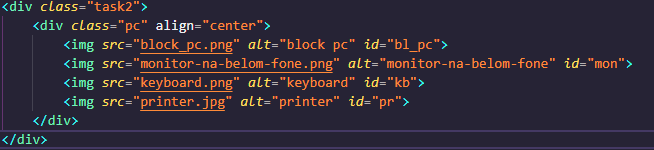 <div class="task2">
<div class="pc" align="center">
<img src="block_pc.png" alt="block pc" id="bl_pc">
<img src="monitor-na-belom-fone.png" alt="monitor-na-belom-fone" id="mon">
<img src="keyboard.png" alt="keyboard" id="kb">
<img src="printer.jpg" alt="printer" id="pr">
</div>
</div>